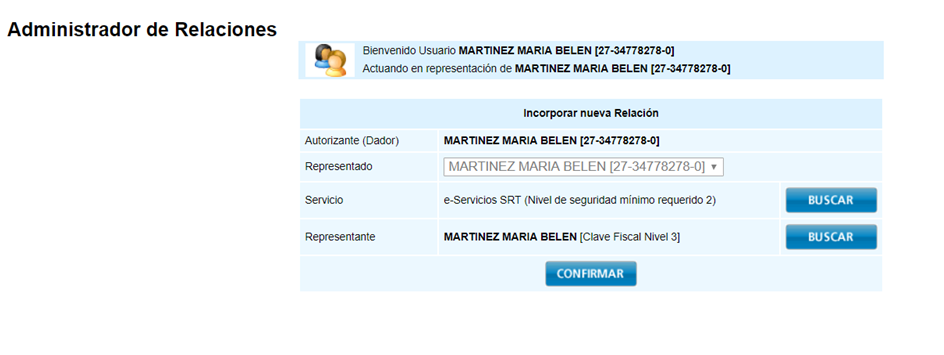 Administrador de Relaciones
Bienvenido Usuario MARTINEZ MARIA BELEN [27-34778278-0]
Actuando en representación de MARTINEZ MARIA BELEN [27-34778278-0]
Incorporar nueva Relación
Autorizante (Dador) MARTINEZ MARIA BELEN [27-34778278-0]
Representado MARTINEZ MARIA BELEN [27-34778278-0]
Servicio e-Servicios SRT (Nivel de seguridad mínimo requerido 2) BUSCAR
Representante MARTINEZ MARIA BELEN [Clave Fiscal Nivel 3] BUSCAR
CONFIRMAR